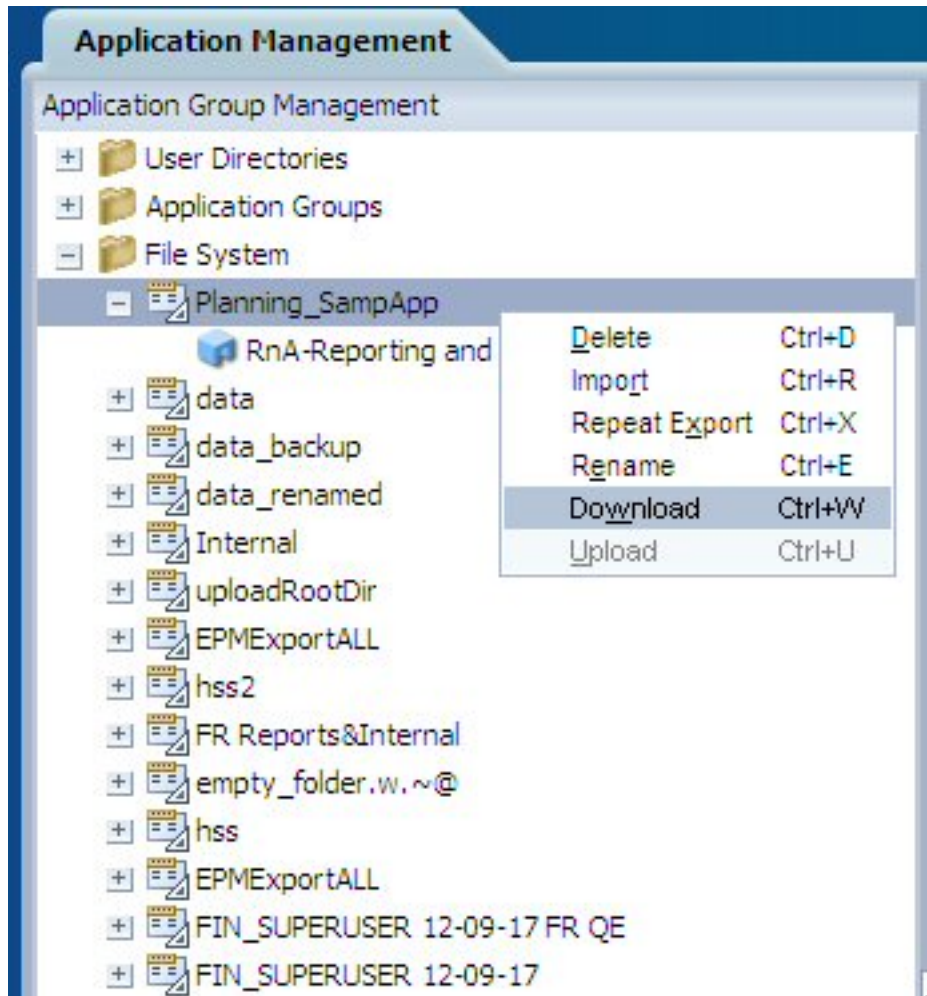 Application Management
Application Group Management
User Directories
Application Groups
File System
Planning_SampApp
RnA-Reporting and
Delete Ctrl+D
Import Ctrl+R
Repeat Export Ctrl+X
Rename Ctrl+E
Download Ctrl+W
Upload Ctrl+U
data
data_backup
data_renamed
Internal
uploadRootDir
EPMExportALL
hss2
FR Reports&Internal
empty_folder.w.~@
hss
EPMExportALL
FIN_SUPERUSER 12-09-17 FR QE
FIN_SUPERUSER 12-09-17